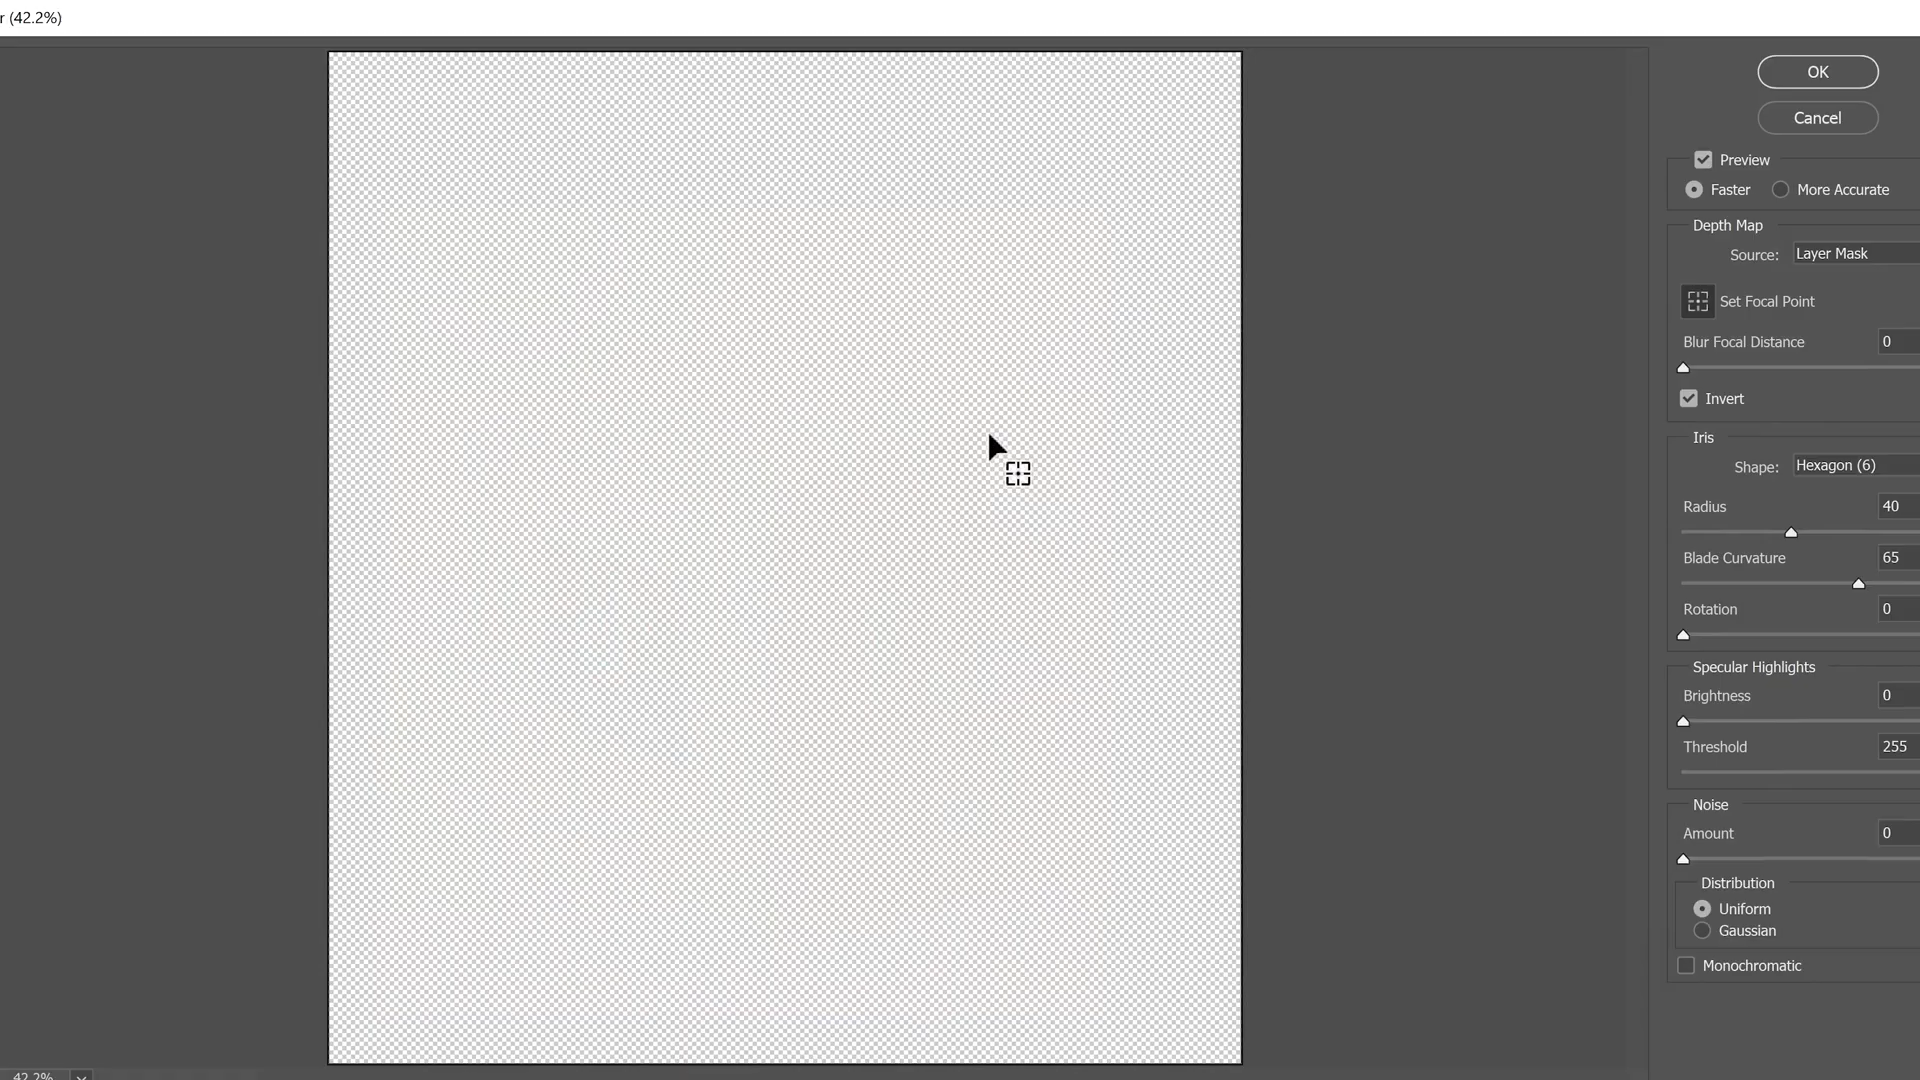 r (42.2%)
OK
Cancel
Preview
Faster More Accurate
Depth Map
Source: Layer Mask
Set Focal Point
Blur Focal Distance 0
Invert
Iris
Shape: Hexagon (6)
Radius 40
Blade Curvature 65
Rotation 0
Specular Highlights
Brightness 0
Threshold 255
Noise
Amount 0
Distribution
Uniform
Gaussian
Monochromatic
42.2%